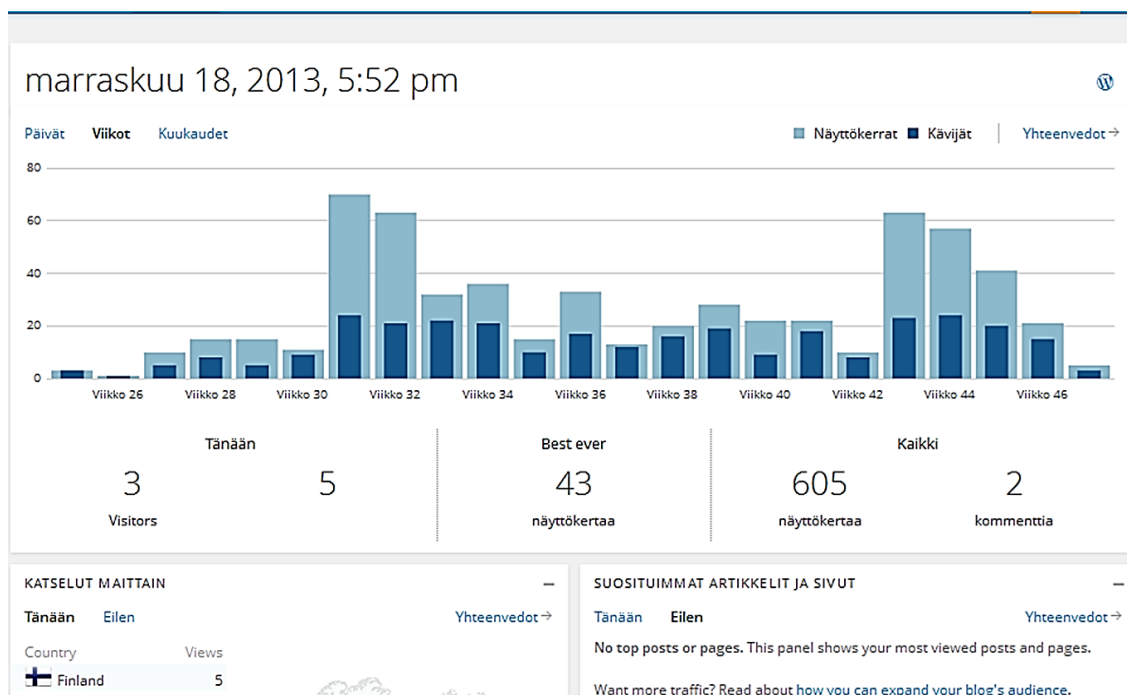 marraskuu 18, 2013, 5:52 pm
Päivät Viikot Kuukaudet Näyttökerrat Kävijät Yhteenvedot→
80
60
40
20
0
Viikko 26 Viikko 28 Viikko 30 Viikko 32 Viikko 34 Viikko 36 Viikko 38 Viikko 40 Viikko 42 Viikko 44 Viikko 46
Tänään Best ever Kaikki
3 5 43 605 2
Visitors näyttökertaa näyttökertaa kommenttia
KATSELUT MAITTAIN
Tänään Eilen Yhteenvedot→
Country Views
Finland 5
SUOSITUIMMAT ARTIKKELIT JA SIVUT
Tänään Eilen Yhteenvedot→
No top posts or pages. This panel shows your most viewed posts and pages.
Want more traffic? Read about how you can expand your blog's audience.